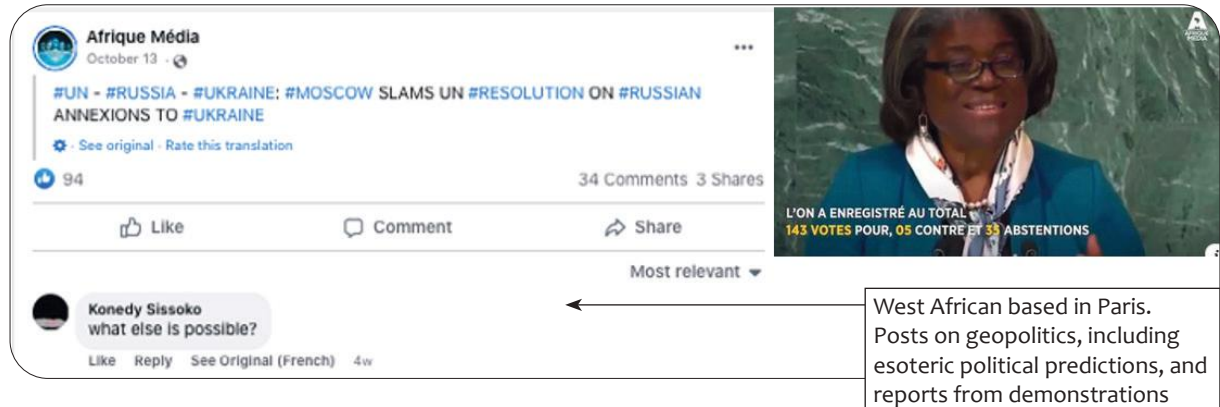 Afrique Média
October 13
#UN - #RUSSIA - #UKRAINE: #MOSCOW SLAMS UN #RESOLUTION ON #RUSSIAN
ANNEXIONS TO #UKRAINE
See original · Rate this translation
94
34 Comments 3 Shares
Like Comment Share
Most relevant
Konedy Sissoko
what else is possible?
Like Reply See Original (French) 4w
AFRIQUE
MEDIA
L'ON A ENREGISTRÉ AU TOTAL
143 VOTES POUR, 05 CONTRE ET 35 ABSTENTIONS
West African based in Paris.
Posts on geopolitics, including
esoteric political predictions, and
reports from demonstrations